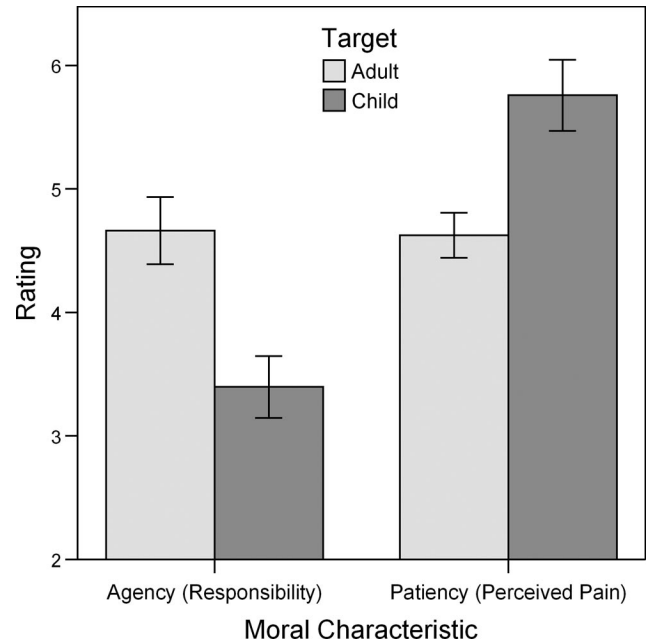 Target
Adult
Child
6
5
4
3
2
Rating
Agency (Responsibility)
Patiency (Perceived Pain)
Moral Characteristic